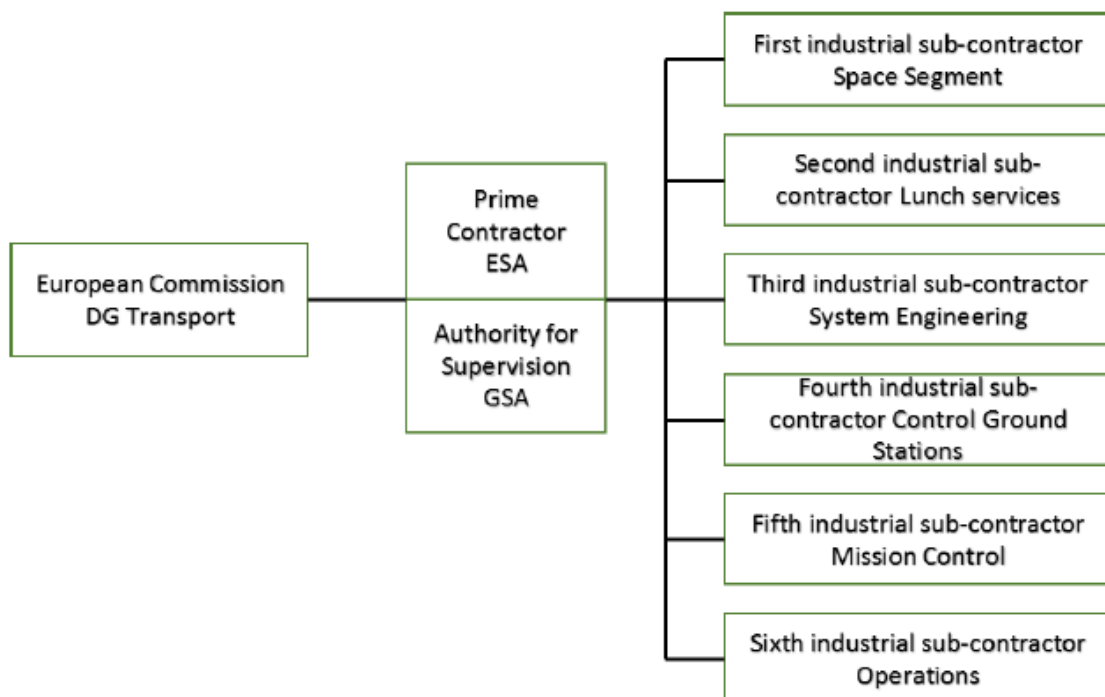 First industrial sub-contractor
Space Segment
Second industrial sub-
contractor Lunch services
Prime
Contractor
ESA
European Commission
DG Transport
Authority for
Supervision
GSA
Third industrial sub-contractor
System Engineering
Fourth industrial sub-
contractor Control Ground
Stations
Fifth industrial sub-contractor
Mission Control
Sixth industrial sub-contractor
Operations